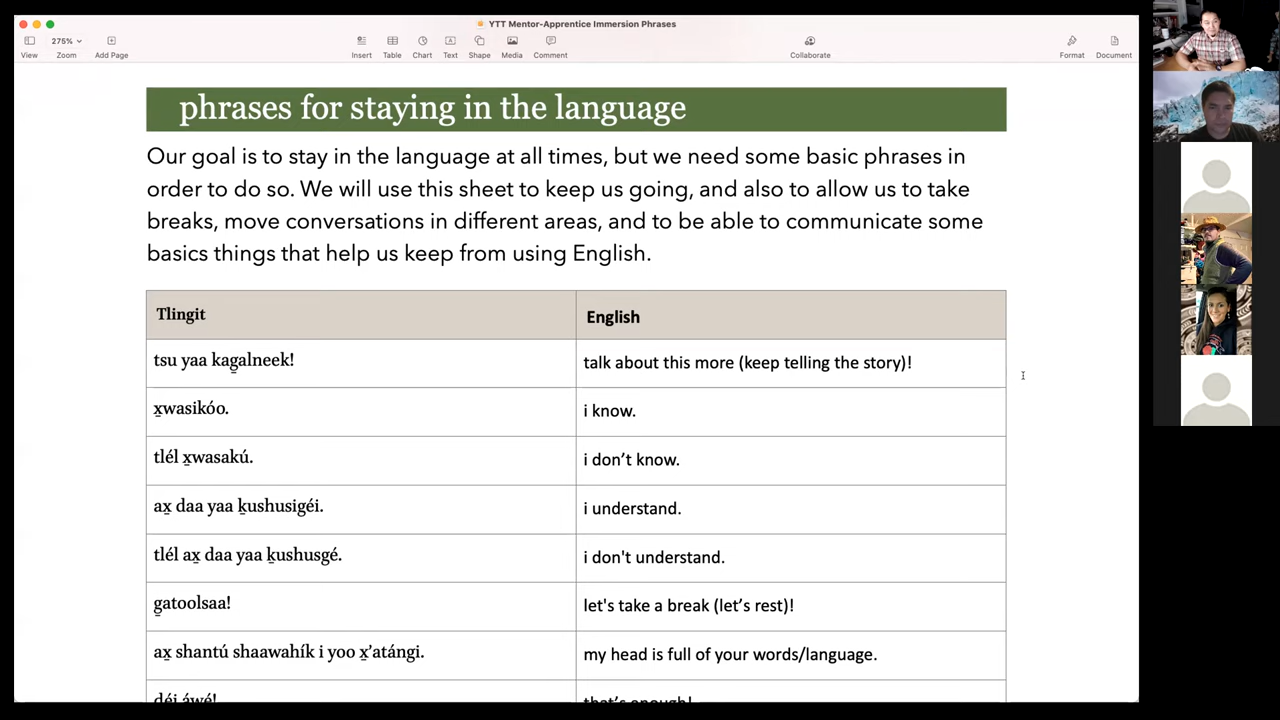 YTT Mentor-Apprentice Immersion Phrases
275%
View
Zoom
Add Page
Insert
Table
Chart
Text
Shape
Media
Comment
Collaborate
Format
Document
phrases for staying in the language
Our goal is to stay in the language at all times, but we need some basic phrases in
order to do so. We will use this sheet to keep us going, and also to allow us to take
breaks, move conversations in different areas, and to be able to communicate some
basics things that help us keep from using English.
Tlingit
English
tsu yaa kag̱alneek!
talk about this more (keep telling the story)!
x̱wasikóo.
i know.
tlél x̱wasakú.
i don’t know.
ax̱ daa yaa ḵushusigéi.
i understand.
tlél ax̱ daa yaa ḵushusgé.
i don't understand.
g̱atoolsaa!
let's take a break (let’s rest)!
ax̱ shantú shaawahík i yoo x̱’atángi.
my head is full of your words/language.
déi áwé!
that’s enough!